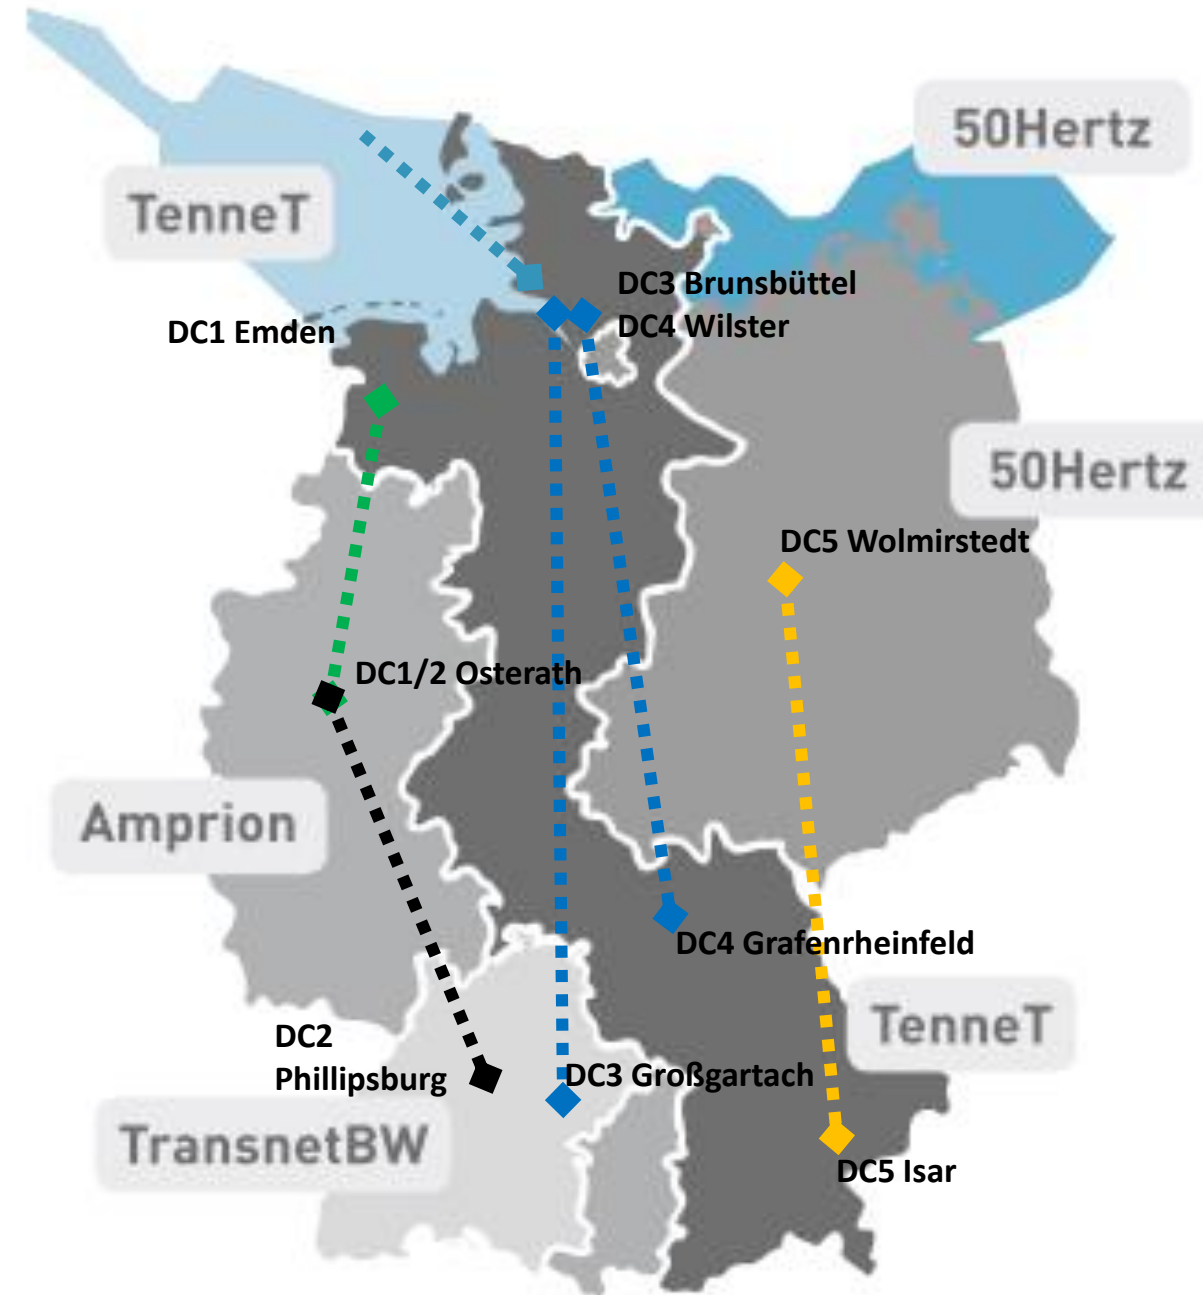 50Hertz
TenneT
DC3 Brunsbüttel
DC4 Wilster
DC1 Emden
50Hertz
DC5 Wolmirstedt
DC1/2 Osterath
Amprion
DC4 Grafenrheinfeld
TenneT
DC2
Phillipsburg
DC3 Großgartach
TransnetBW
DC5 Isar